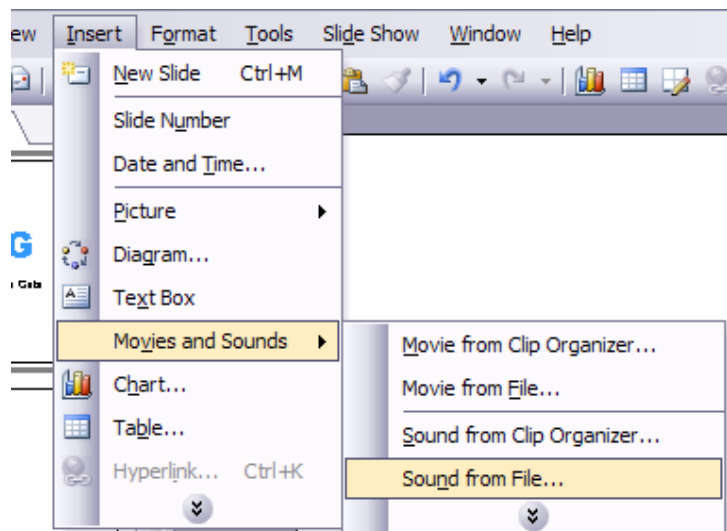 ew Insert Format Tools Slide Show Window Help
New Slide Ctrl+M
Slide Number
Date and Time...
Picture
G
Diagram...
Text Box
Movies and Sounds
Movie from Clip Organizer...
Chart...
Movie from File...
Table...
Sound from Clip Organizer...
Hyperlink... Ctrl+K
Sound from File...